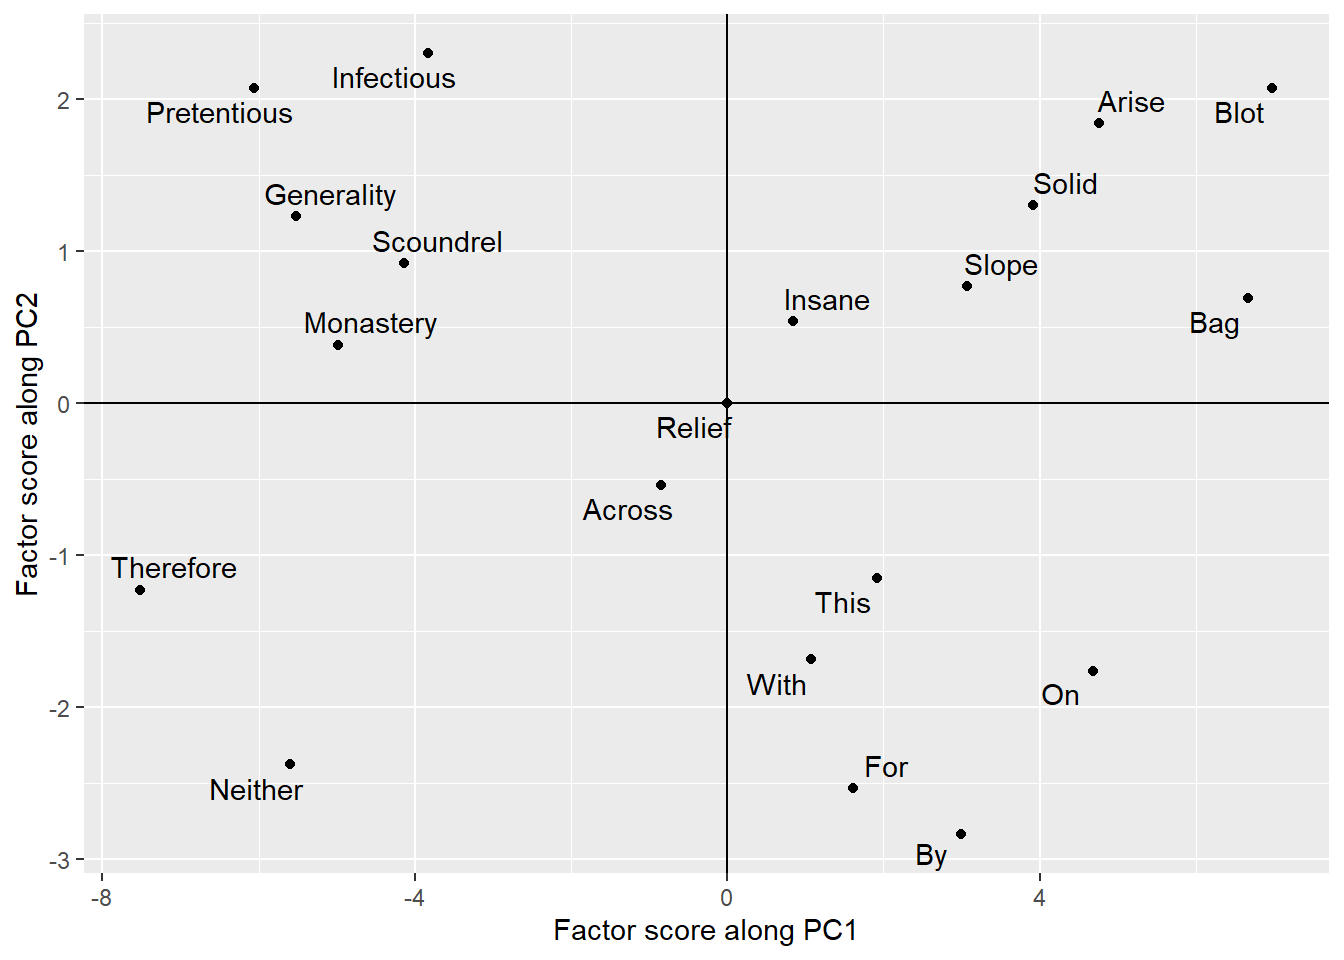 Infectious
Pretentious
Arise
Blot
Generality
Solid
Scoundrel
Slope
Insane
Monastery
Bag
Relief
Across
Therefore
This
With
On
For
Neither
By
2
1
0
-1
-2
-3
-8
-4
0
4
Factor score along PC1
Factor score along PC2